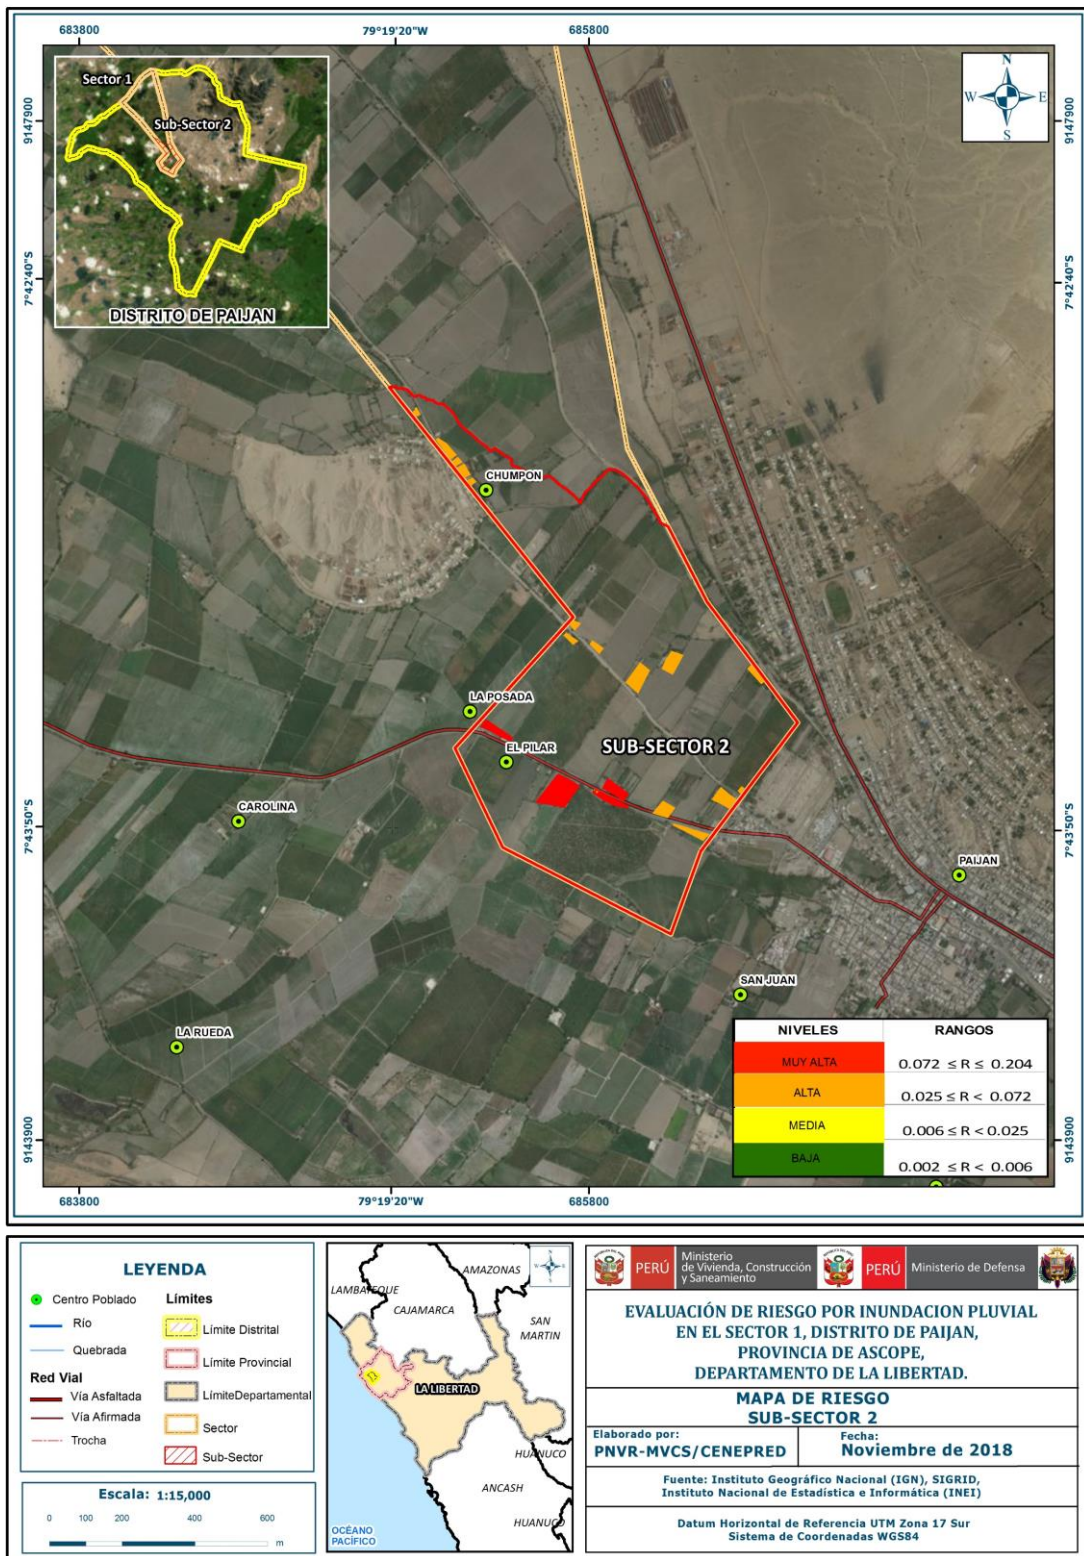 683800
79°19'20"W
685800
9147900
9147900
7°42'40"S
7°42'40"S
Sector 1
Sub-Sector 2
DISTRITO DE PAIJAN
N
W
E
S
CHUMPON
LA POSADA
EL PILAR
SUB-SECTOR 2
CAROLINA
7°43'50"S
7°43'50"S
PAIJAN
SAN JUAN
LA RUEDA
NIVELES RANGOS
MUY ALTA 0.072 ≤ R ≤ 0.204
ALTA 0.025 ≤ R < 0.072
MEDIA 0.006 ≤ R < 0.025
BAJA 0.002 ≤ R < 0.006
9143900
9143900
683800
79°19'20"W
685800
LEYENDA
Centro Poblado
Río
Quebrada
Red Vial
Vía Asfaltada
Vía Afirmada
Trocha
Límites
Límite Distrital
Límite Provincial
LímiteDepartamental
Sector
Sub-Sector
Escala: 1:15,000
0 100 200 400 600
m
AMAZONAS
LAMBAYEQUE
CAJAMARCA
SAN
MARTIN
LA LIBERTAD
HUANUCO
ANCASH
HUANUCO
OCÉANO
PACÍFICO
PERÚ
Ministerio
de Vivienda, Construcción
y Saneamiento
PERÚ
Ministerio de Defensa
EVALUACIÓN DE RIESGO POR INUNDACION PLUVIAL
EN EL SECTOR 1, DISTRITO DE PAIJAN,
PROVINCIA DE ASCOPE,
DEPARTAMENTO DE LA LIBERTAD.
MAPA DE RIESGO
SUB-SECTOR 2
Elaborado por:
PNVR-MVCS/CENEPRED
Fecha:
Noviembre de 2018
Fuente: Instituto Geográfico Nacional (IGN), SIGRID,
Instituto Nacional de Estadística e Informática (INEI)
Datum Horizontal de Referencia UTM Zona 17 Sur
Sistema de Coordenadas WGS84